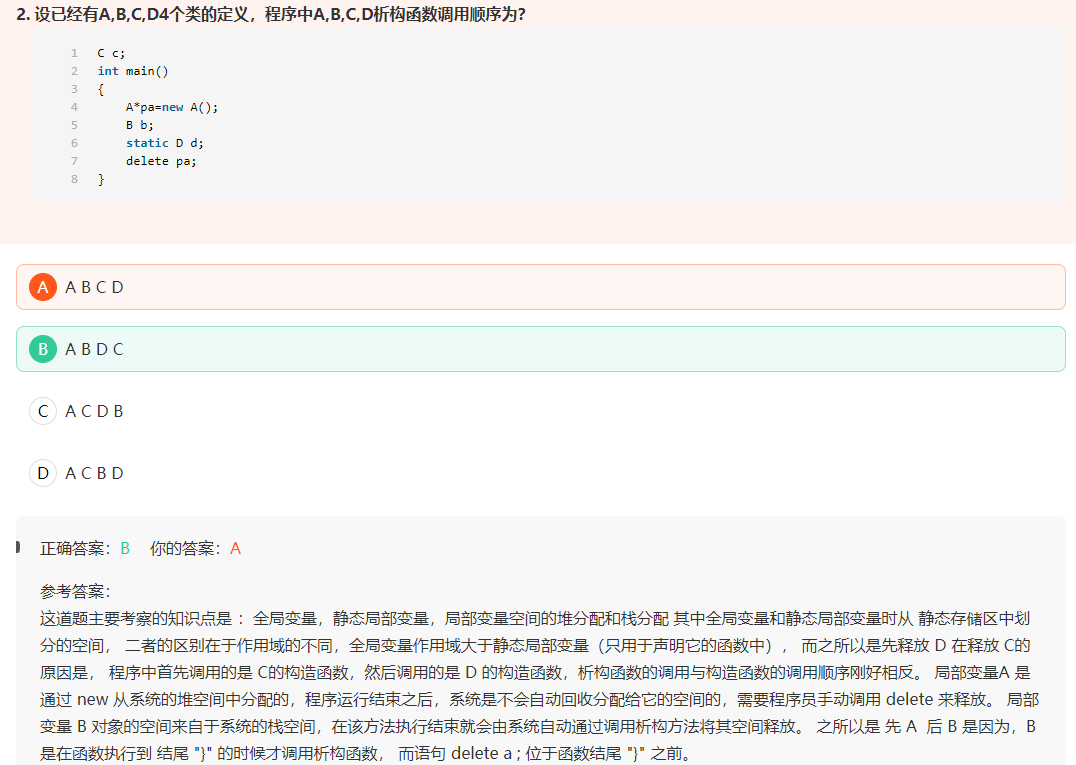 2. 设已经有A,B,C,D4个类的定义，程序中A,B,C,D析构函数调用顺序为?
1 C c;
2 int main()
3 {
4 A*pa=new A();
5 B b;
6 static D d;
7 delete pa;
8 }
A A B C D
B A B D C
C A C D B
D A C B D
正确答案: B 你的答案: A
参考答案:
这道题主要考察的知识点是 ：全局变量，静态局部变量，局部变量空间的堆分配和栈分配 其中全局变量和静态局部变量时从 静态存储区中划
分的空间， 二者的区别在于作用域的不同，全局变量作用域大于静态局部变量（只用于声明它的函数中）， 而之所以是先释放 D 在释放 C的
原因是， 程序中首先调用的是 C的构造函数，然后调用的是 D 的构造函数，析构函数的调用与构造函数的调用顺序刚好相反。 局部变量A 是
通过 new 从系统的堆空间中分配的，程序运行结束之后，系统是不会自动回收分配给它的空间的，需要程序员手动调用 delete 来释放。 局部
变量 B 对象的空间来自于系统的栈空间，在该方法执行结束就会由系统自动通过调用析构方法将其空间释放。 之所以是 先 A 后 B 是因为，B
是在函数执行到 结尾 "}" 的时候才调用析构函数， 而语句 delete a ; 位于函数结尾 "}" 之前。